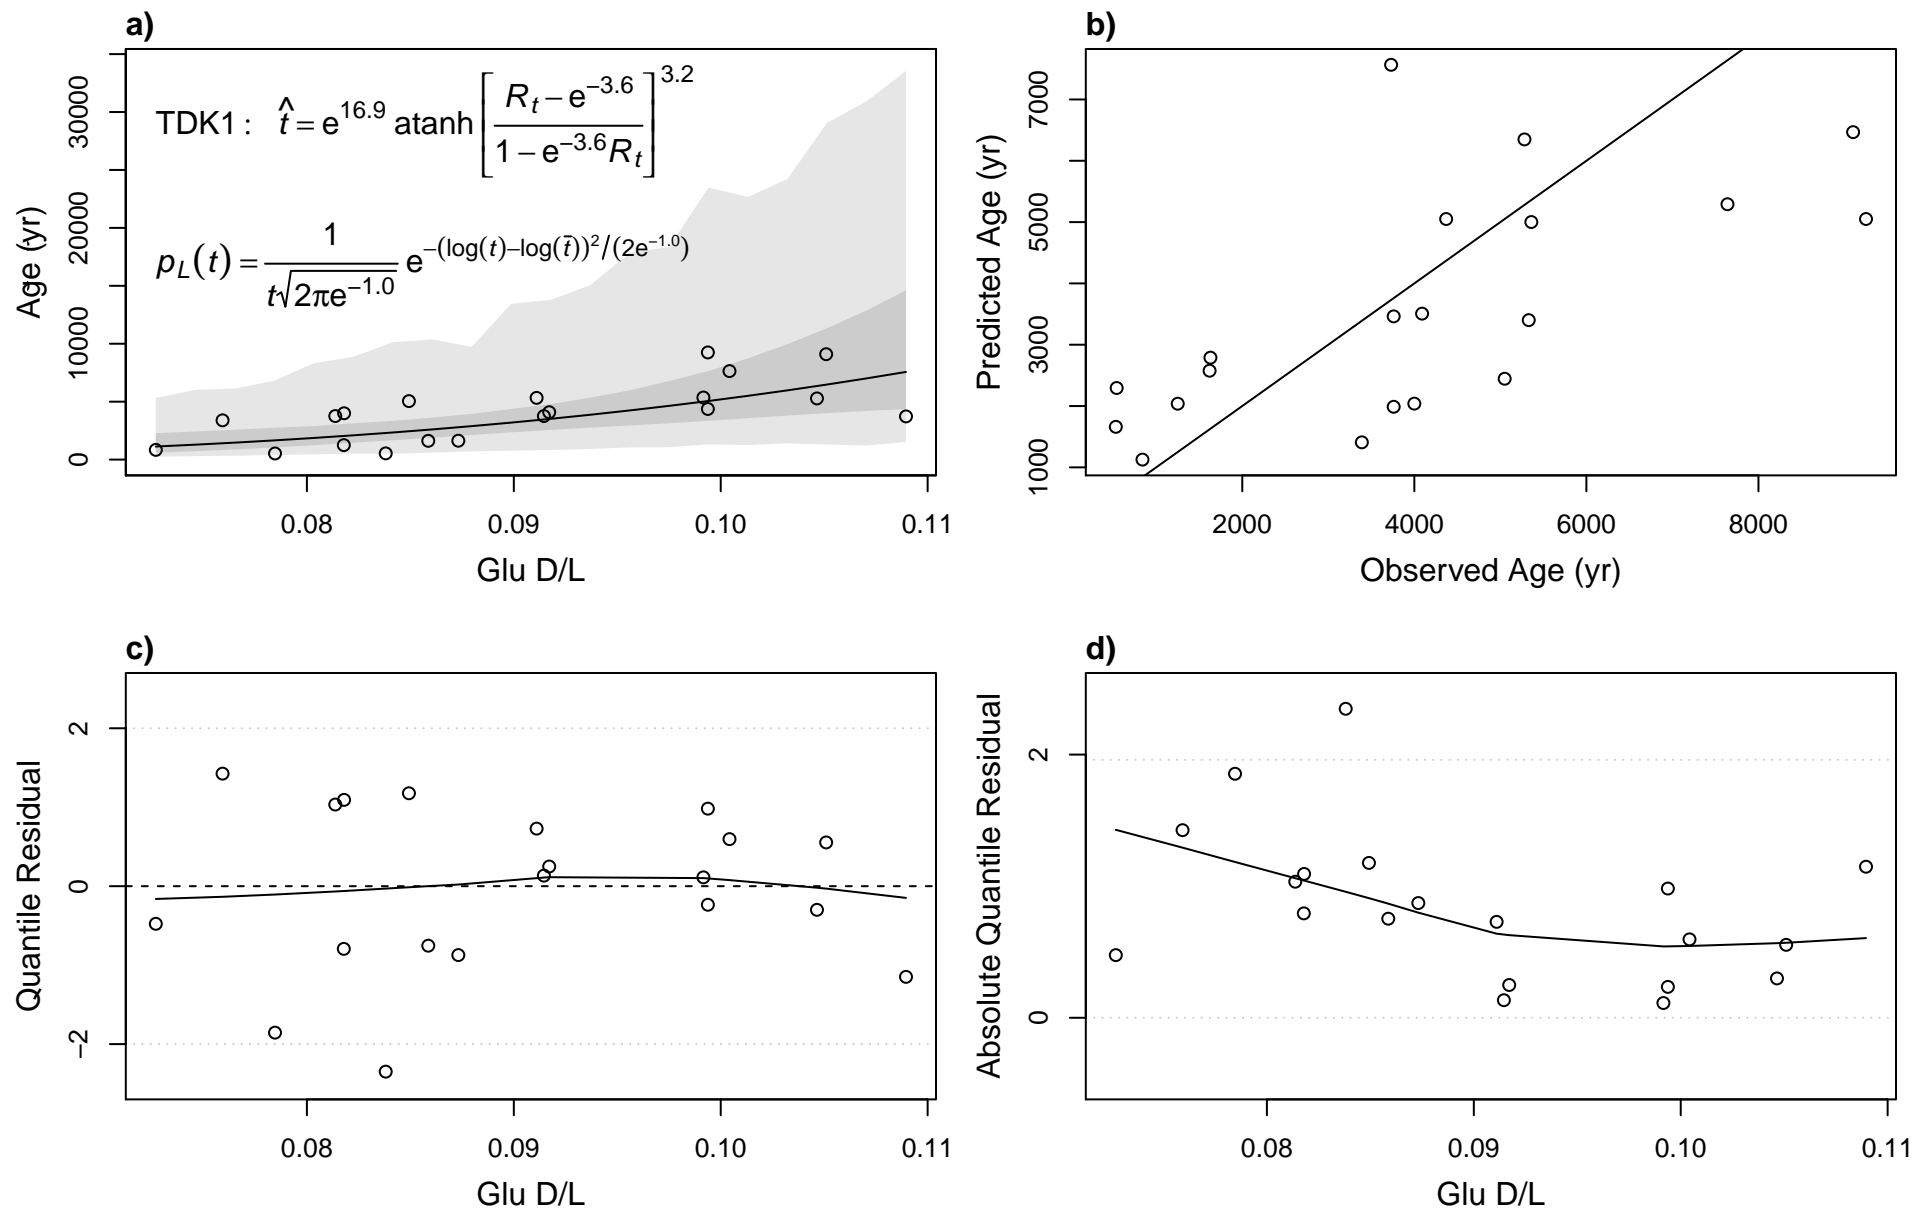 a)
TDK1 : t̂ = e^16.9 atanh [ (R_t − e^−3.6) / (1 − e^−3.6 R_t) ]^3.2
p_L(t) = 1 / (t√(2πe^−1.0)) e^−(log(t)−log(t̄))²/(2e^−1.0)
Age (yr)
0
10000
20000
30000
0.08 0.09 0.10 0.11
Glu D/L
b)
Predicted Age (yr)
1000
3000
5000
7000
2000 4000 6000 8000
Observed Age (yr)
c)
Quantile Residual
−2
0
2
0.08 0.09 0.10 0.11
Glu D/L
d)
Absolute Quantile Residual
0
2
0.08 0.09 0.10 0.11
Glu D/L